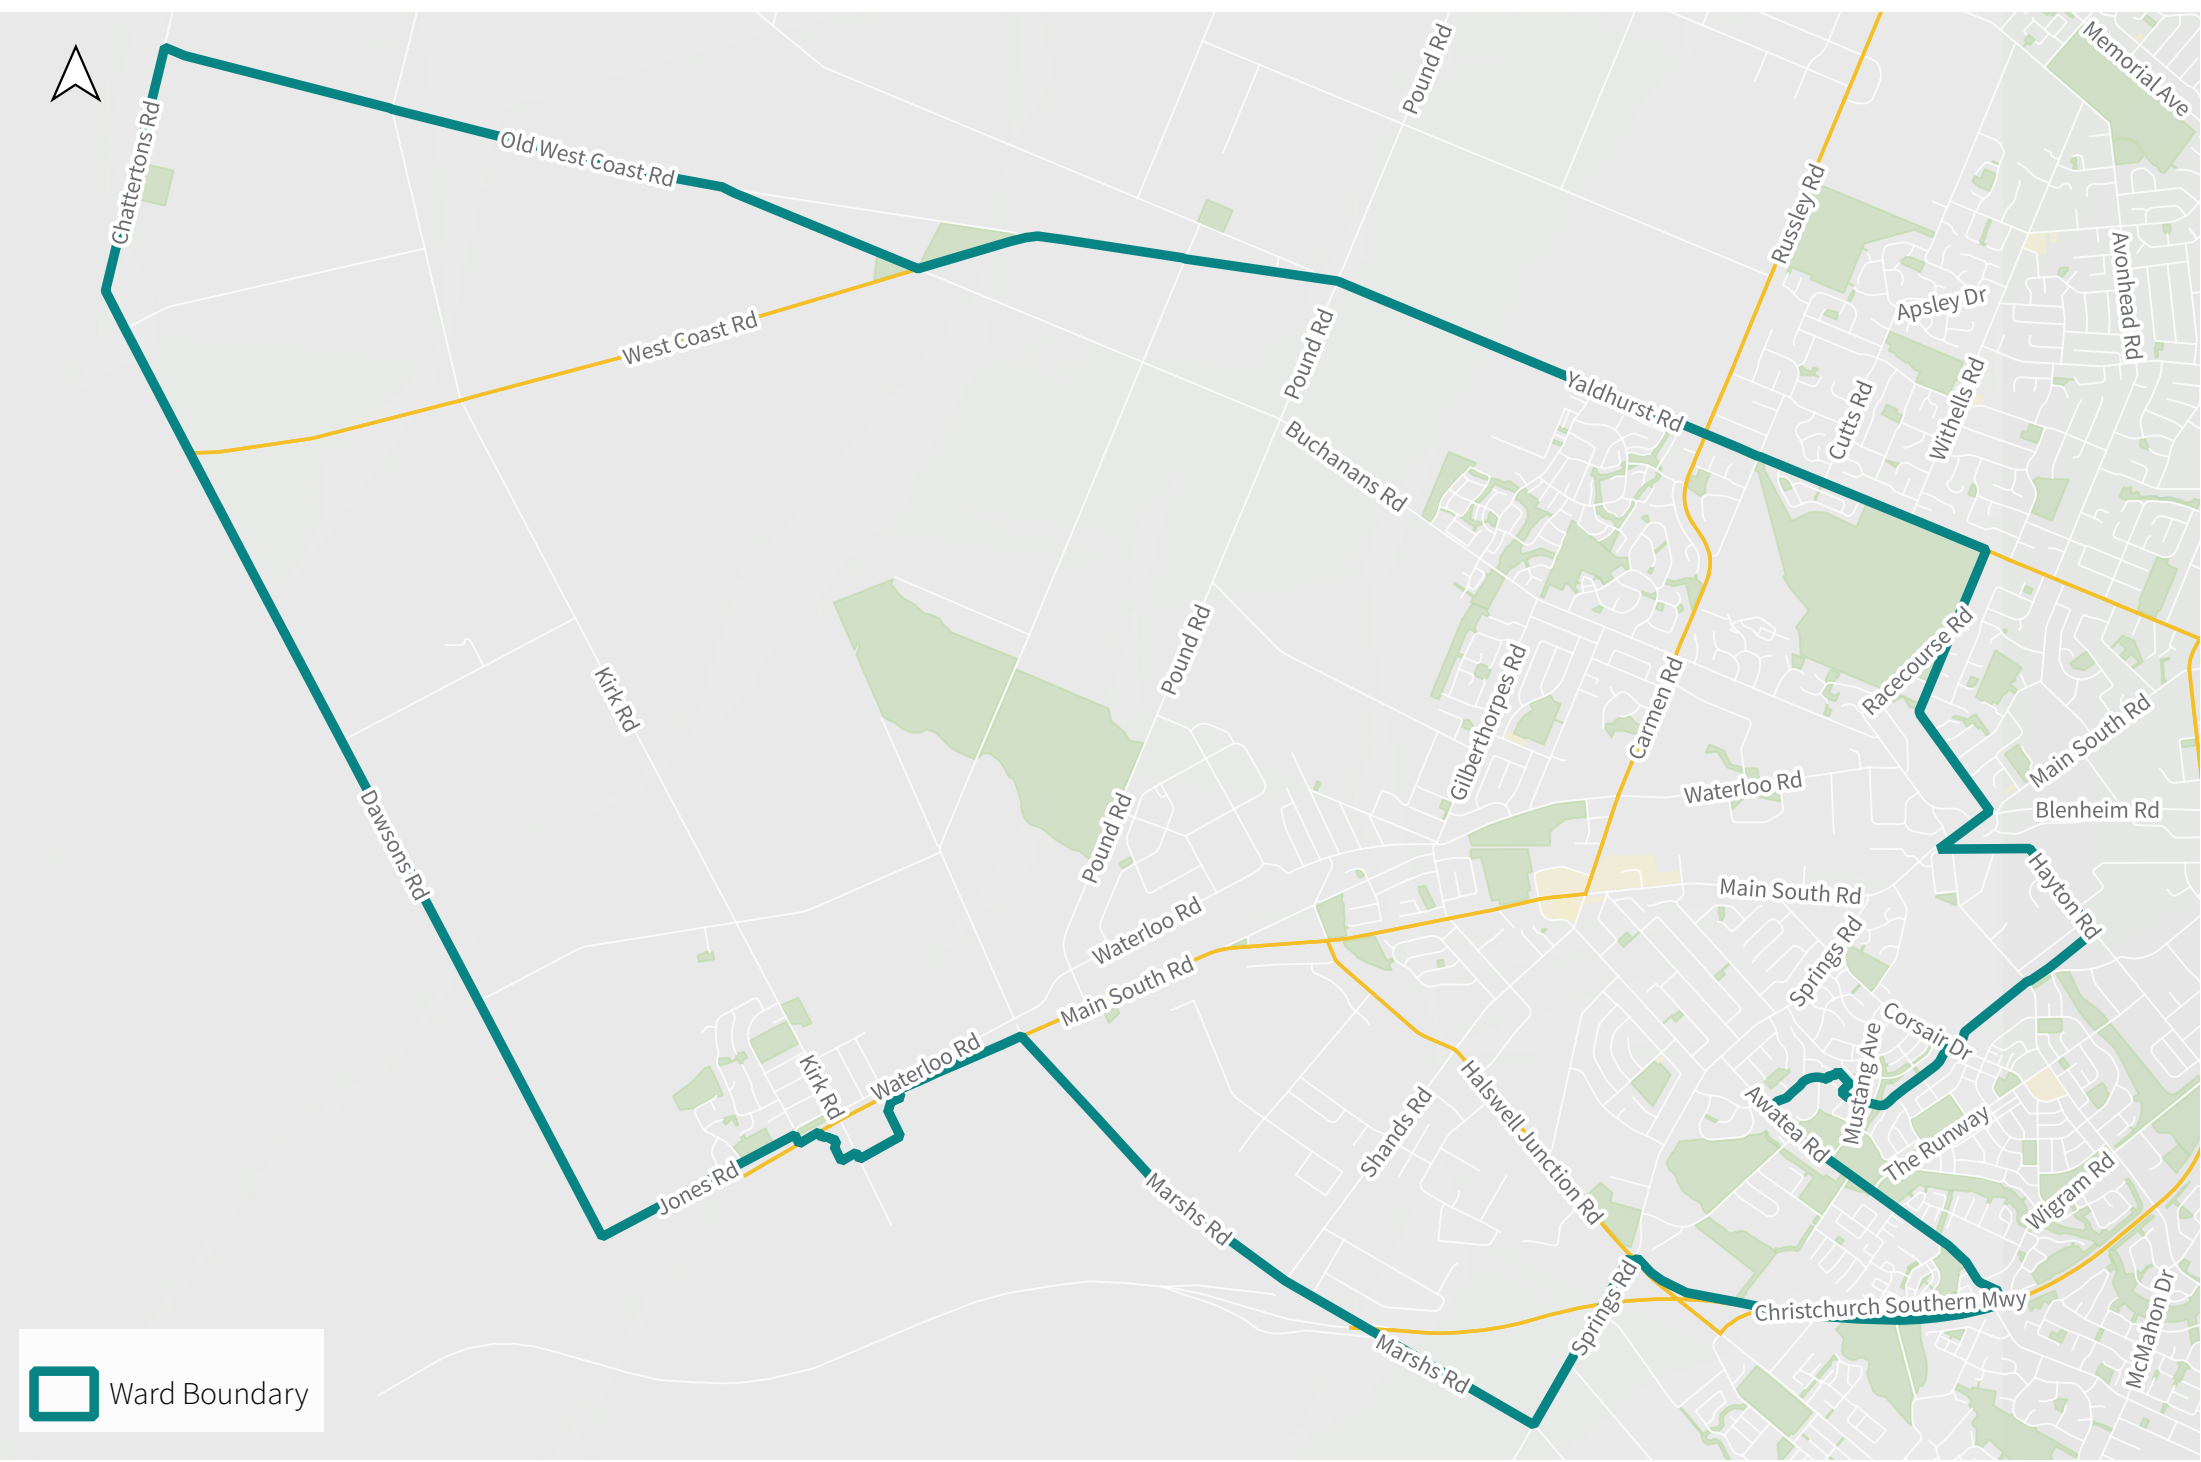 Memorial Ave
Pound Rd
Chattertons Rd
Old West Coast Rd
Russley Rd
Avonhead Rd
Apsley Dr
West Coast Rd
Pound Rd
Yaldhurst Rd
Cutts Rd
Withells Rd
Buchanans Rd
Racecourse Rd
Pound Rd
Kirk Rd
Gilberthorpes Rd
Carmen Rd
Main South Rd
Waterloo Rd
Blenheim Rd
Dawsons Rd
Pound Rd
Main South Rd
Hayton Rd
Waterloo Rd
Springs Rd
Main South Rd
Corsair Dr
Waterloo Rd
Kirk Rd
Mustang Ave
Awatea Rd
Halswell Junction Rd
Shands Rd
The Runway
Jones Rd
Marshs Rd
Wigram Rd
Springs Rd
Christchurch Southern Mwy
McMahon Dr
Marshs Rd
Ward Boundary